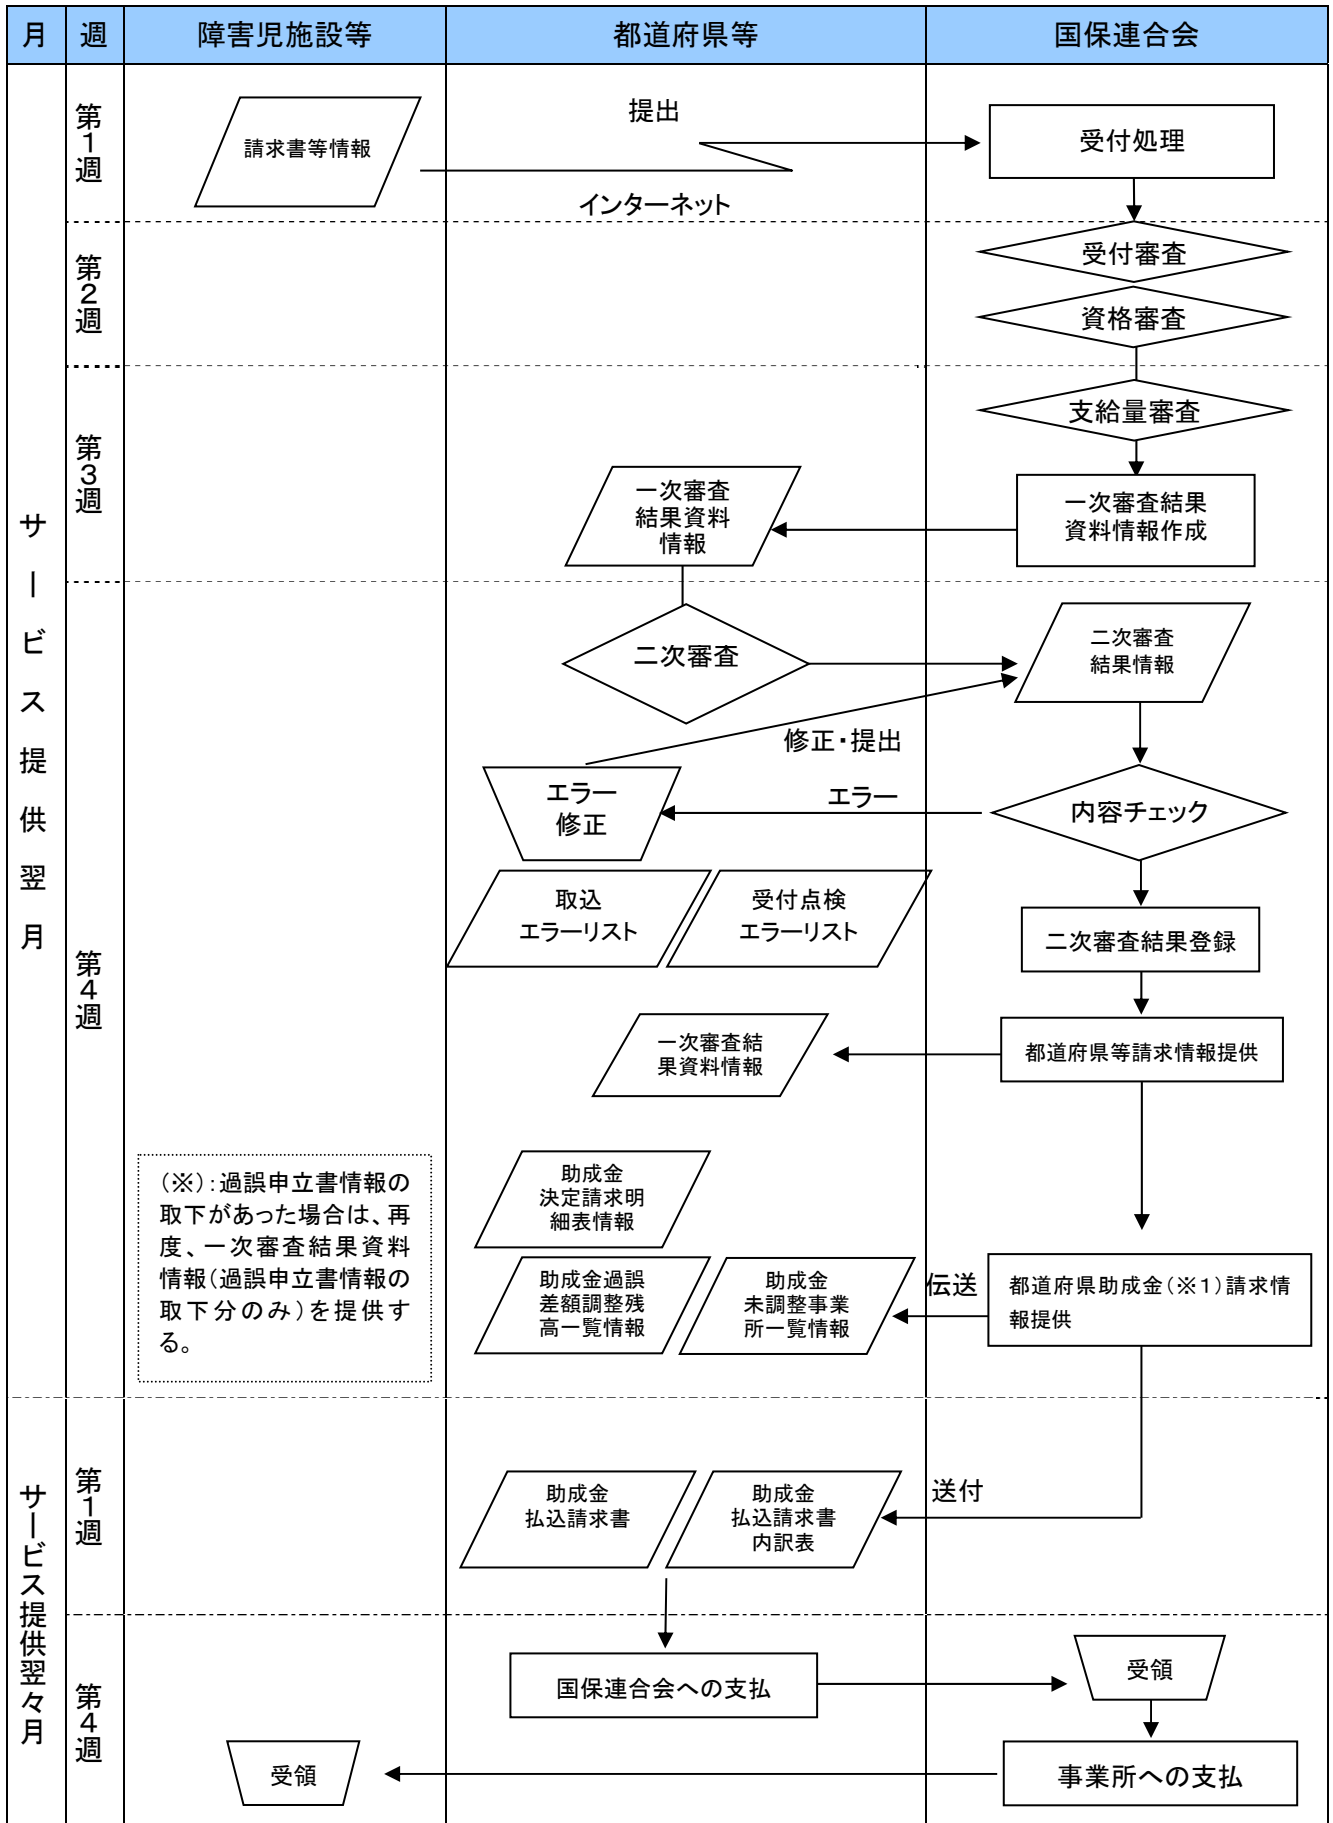 月 週 障害児施設等 都道府県等 国保連合会
サービス提供翌月
第1週
請求書等情報
提出
インターネット
受付処理
第2週
受付審査
資格審査
第3週
支給量審査
一次審査
結果資料
情報
一次審査結果
資料情報作成
第4週
二次審査
二次審査
結果情報
修正・提出
エラー
修正
エラー
内容チェック
取込
エラーリスト
受付点検
エラーリスト
二次審査結果登録
一次審査結
果資料情報
都道府県等請求情報提供
(※):過誤申立書情報の
取下があった場合は、再
度、一次審査結果資料
情報(過誤申立書情報の
取下分のみ)を提供す
る。
助成金
決定請求明
細表情報
助成金過誤
差額調整残
高一覧情報
助成金
未調整事業
所一覧情報
伝送
都道府県助成金(※1)請求情
報提供
サービス提供翌々月
第1週
助成金
払込請求書
助成金
払込請求書
内訳表
送付
第4週
国保連合会への支払
受領
受領
事業所への支払